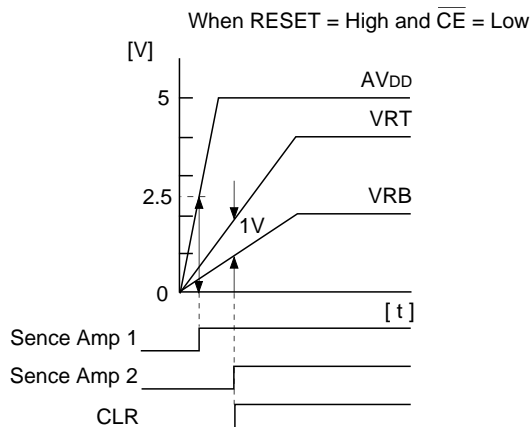 When RESET = High and C̅E̅ = Low
[V]
AVDD
5
VRT
2.5
VRB
1V
0
[ t ]
Sence Amp 1
Sence Amp 2
CLR